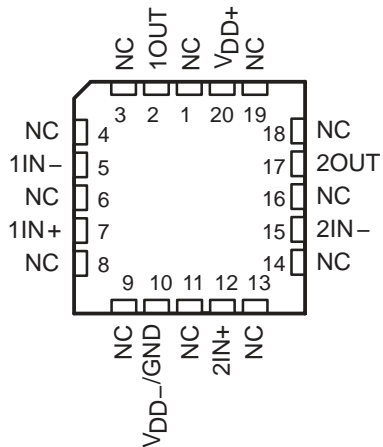 NC
1OUT
NC
VDD+
NC
3
2
1
20
19
NC
4
18
NC
1IN−
5
17
2OUT
NC
6
16
NC
1IN+
7
15
2IN−
NC
8
14
NC
9
10
11
12
13
NC
VDD−/GND
NC
2IN+
NC